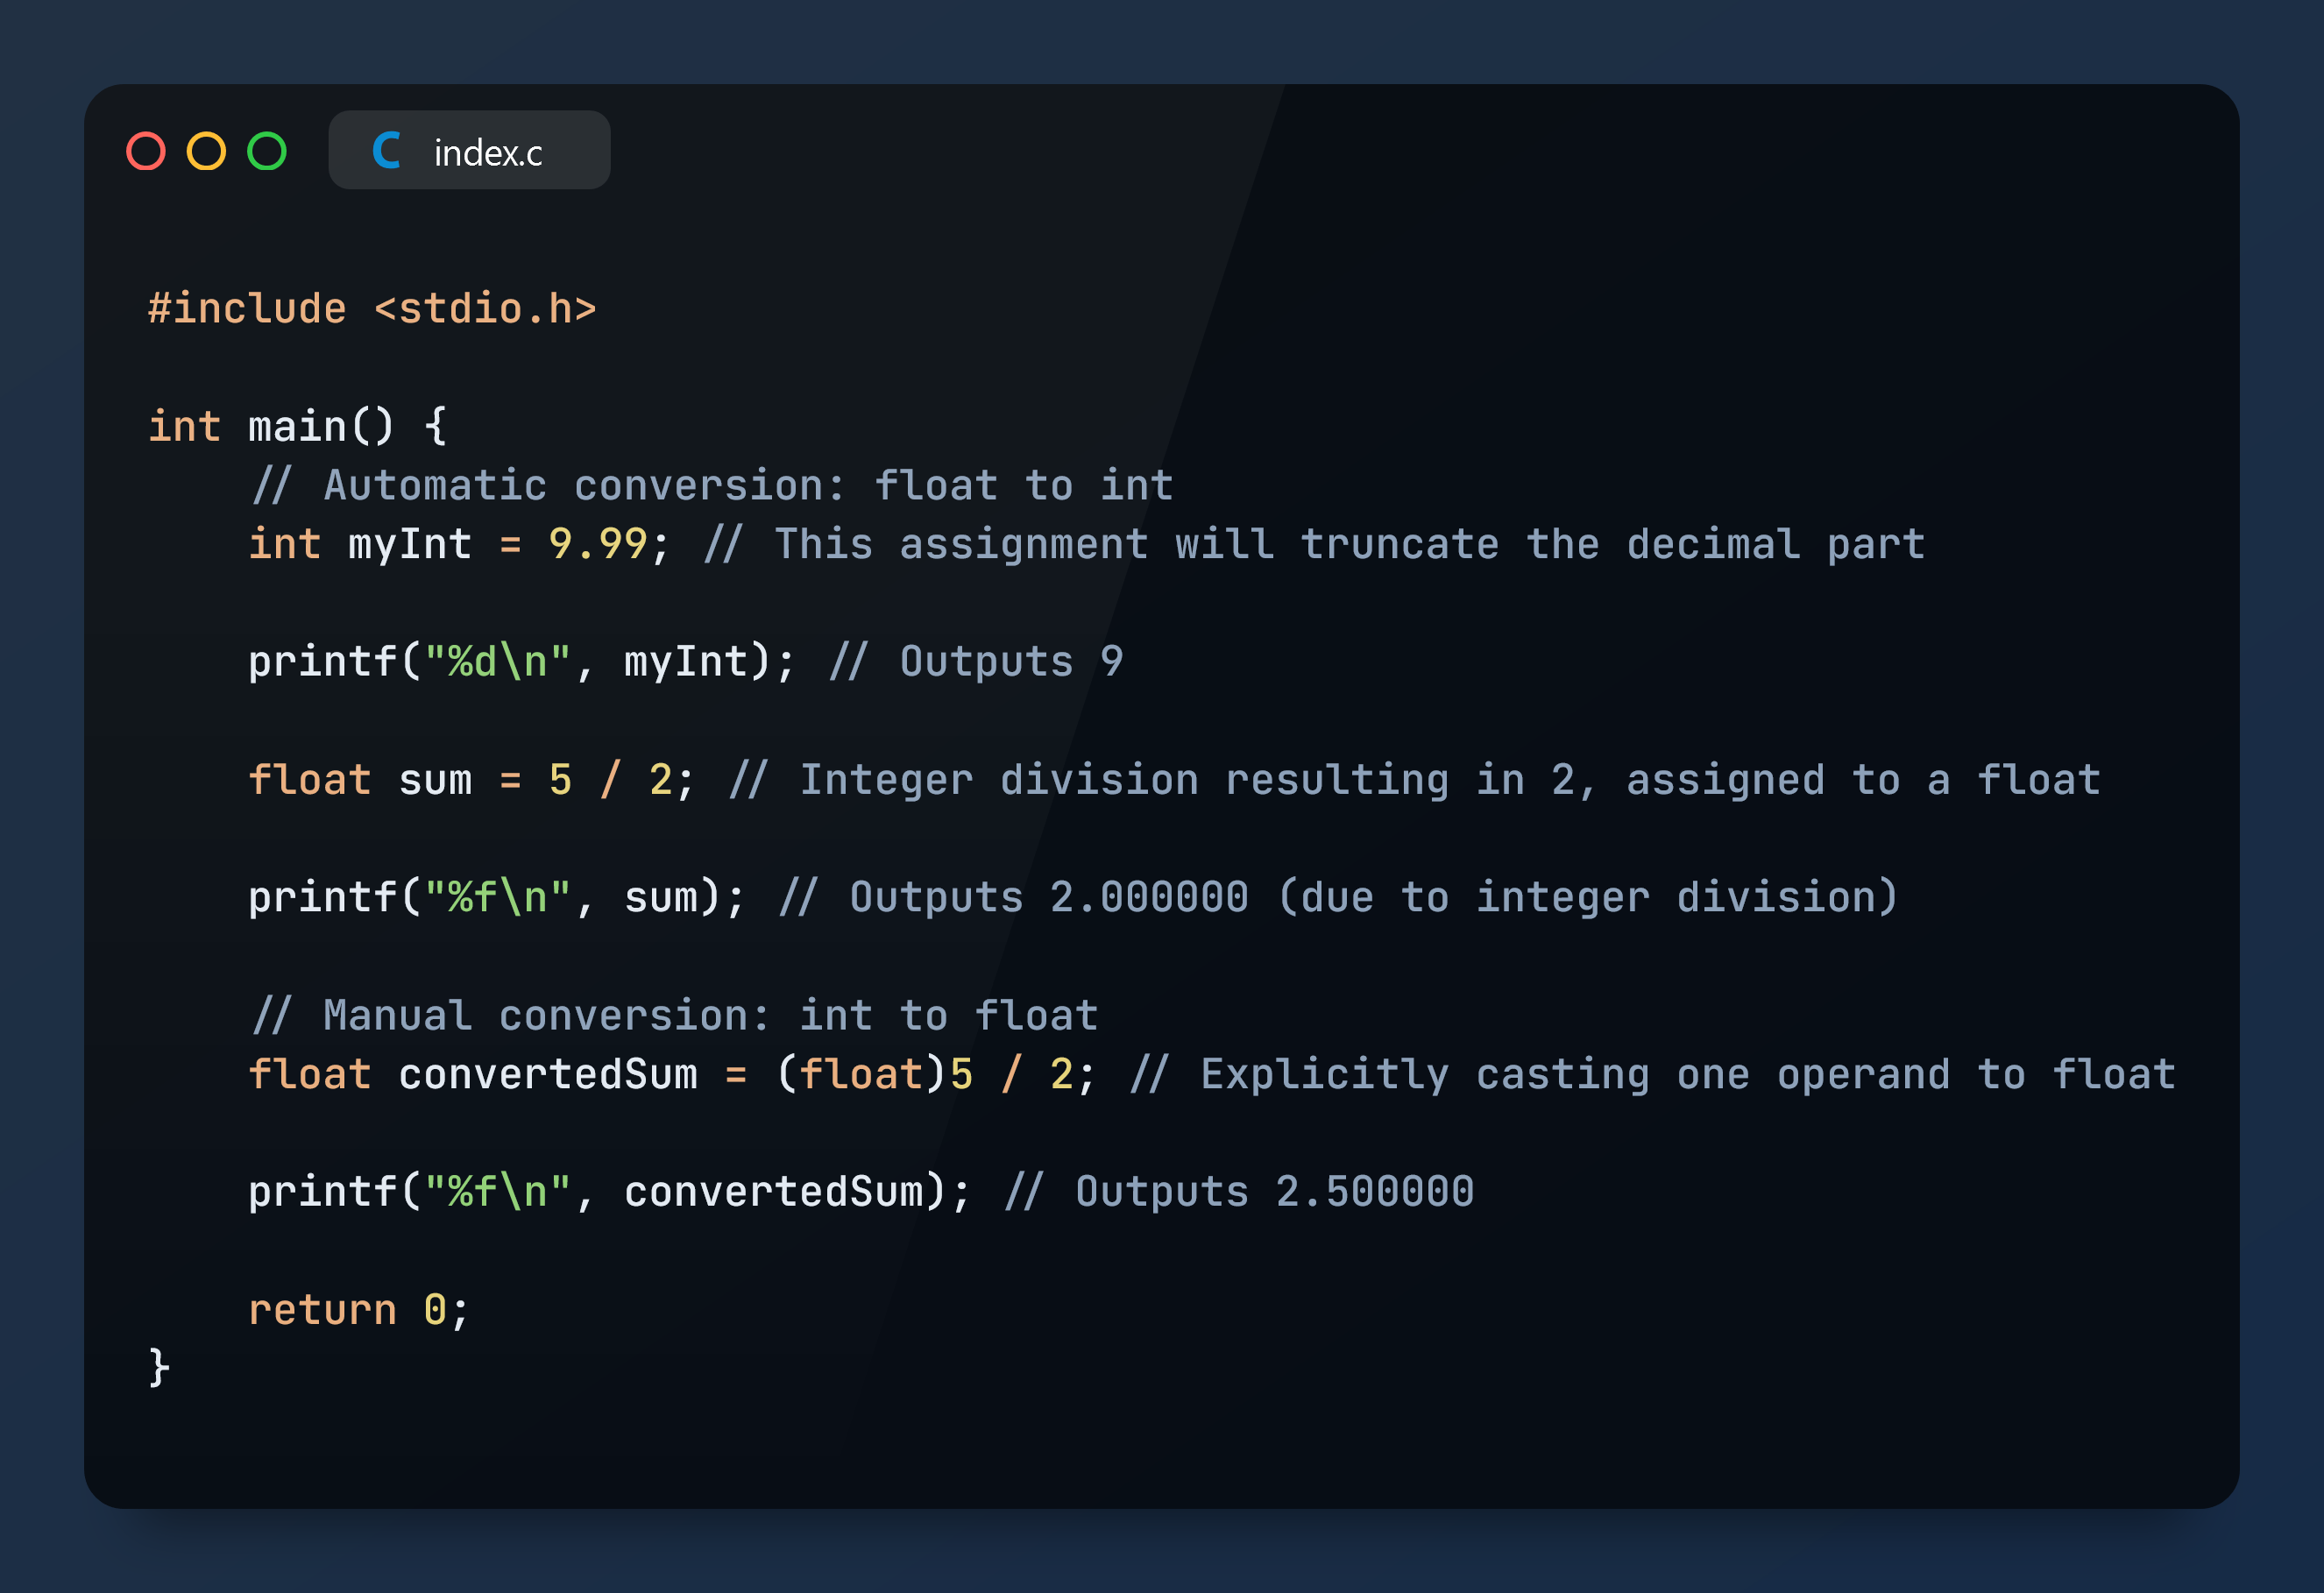 C index.c
#include <stdio.h>
int main() {
// Automatic conversion: float to int
int myInt = 9.99; // This assignment will truncate the decimal part
printf("%d\n", myInt); // Outputs 9
float sum = 5 / 2; // Integer division resulting in 2, assigned to a float
printf("%f\n", sum); // Outputs 2.000000 (due to integer division)
// Manual conversion: int to float
float convertedSum = (float)5 / 2; // Explicitly casting one operand to float
printf("%f\n", convertedSum); // Outputs 2.500000
return 0;
}